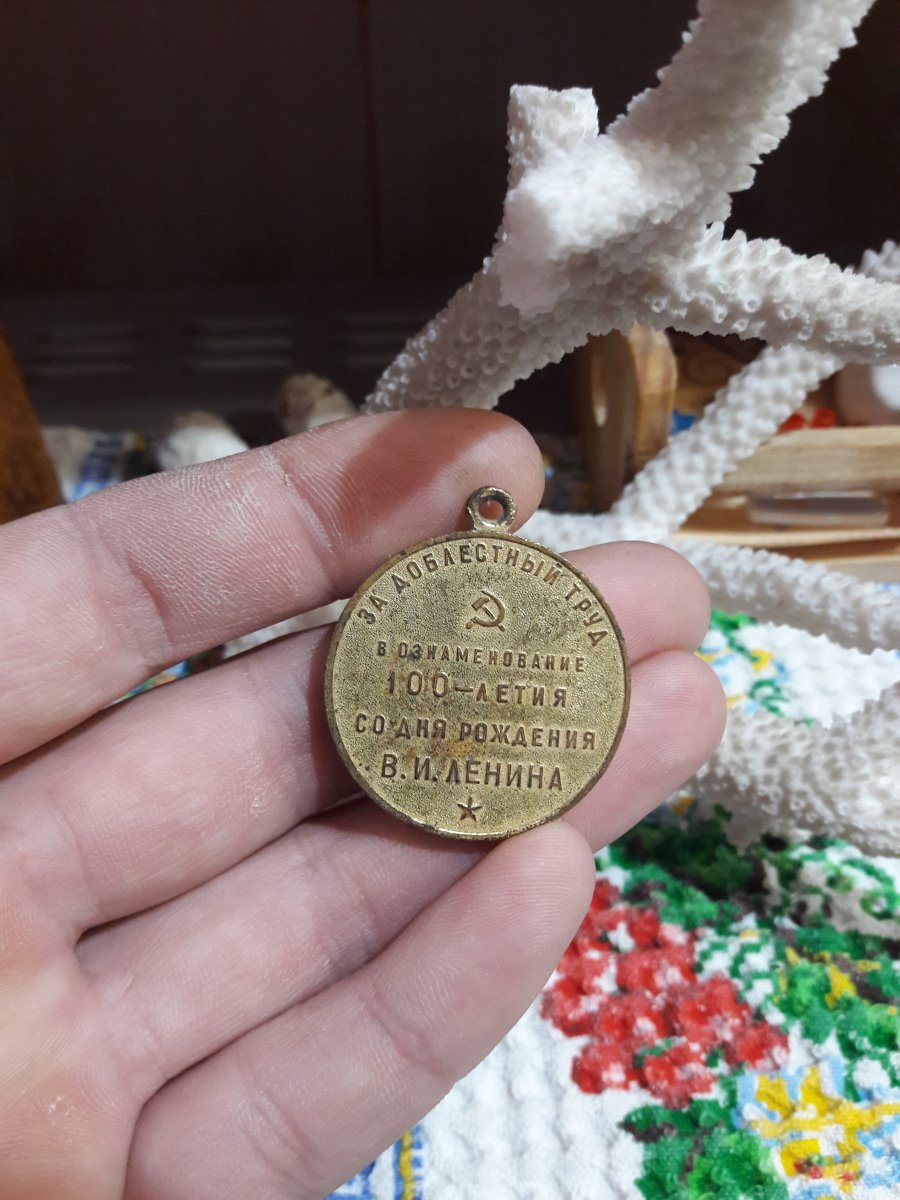 ЗА ДОБЛЕСТНЫЙ ТРУД
В ОЗНАМЕНОВАНИЕ
100-ЛЕТИЯ
СО ДНЯ РОЖДЕНИЯ
В.И. ЛЕНИНА